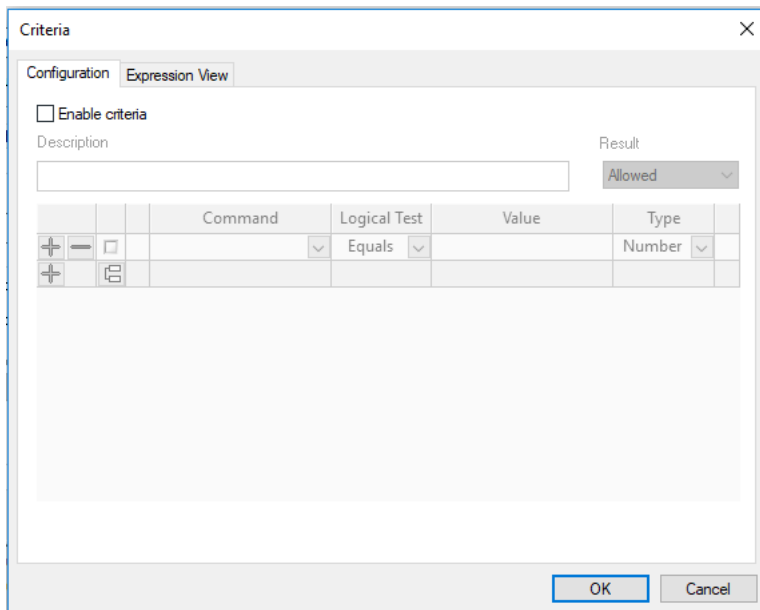 Criteria
Configuration Expression View
Enable criteria
Description Result
Allowed
Command Logical Test Value Type
Equals Number
OK Cancel